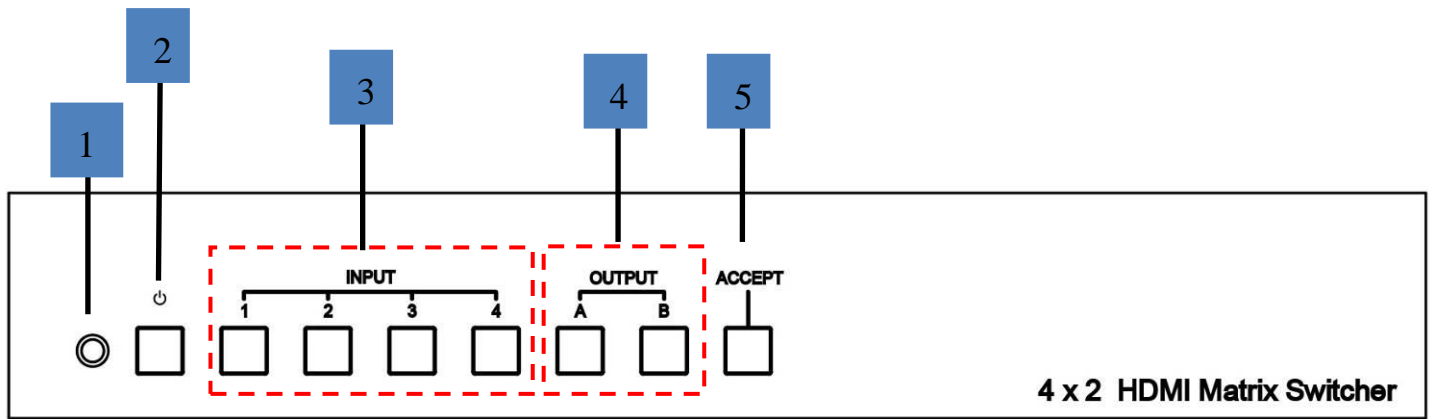 2
3
4
5
1
INPUT
OUTPUT
ACCEPT
1 2 3 4
A B
4 x 2 HDMI Matrix Switcher